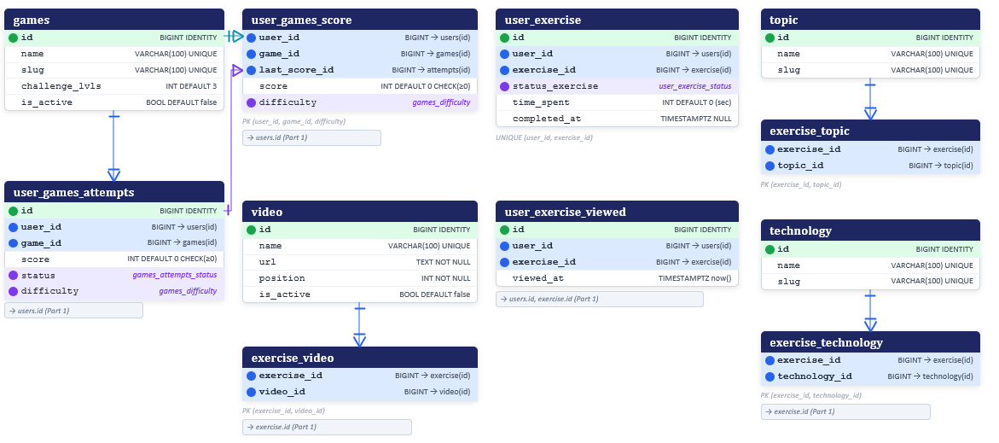 games
id BIGINT IDENTITY
name VARCHAR(100) UNIQUE
slug VARCHAR(100) UNIQUE
challenge_lvls INT DEFAULT 3
is_active BOOL DEFAULT false
user_games_score
user_id BIGINT → users(id)
game_id BIGINT → games(id)
last_score_id BIGINT → attempts(id)
score INT DEFAULT 0 CHECK(≥0)
difficulty games_difficulty
PK (user_id, game_id, difficulty)
→ users.id (Part 1)
user_exercise
id BIGINT IDENTITY
user_id BIGINT → users(id)
exercise_id BIGINT → exercise(id)
status_exercise user_exercise_status
time_spent INT DEFAULT 0 (sec)
completed_at TIMESTAMPTZ NULL
UNIQUE (user_id, exercise_id)
topic
id BIGINT IDENTITY
name VARCHAR(100) UNIQUE
slug VARCHAR(100) UNIQUE
exercise_topic
exercise_id BIGINT → exercise(id)
topic_id BIGINT → topic(id)
PK (exercise_id, topic_id)
user_games_attempts
id BIGINT IDENTITY
user_id BIGINT → users(id)
game_id BIGINT → games(id)
score INT DEFAULT 0 CHECK(≥0)
status games_attempts_status
difficulty games_difficulty
→ users.id (Part 1)
video
id BIGINT IDENTITY
name VARCHAR(100) UNIQUE
url TEXT NOT NULL
position INT NOT NULL
is_active BOOL DEFAULT false
user_exercise_viewed
id BIGINT IDENTITY
user_id BIGINT → users(id)
exercise_id BIGINT → exercise(id)
viewed_at TIMESTAMPTZ now()
→ users.id, exercise.id (Part 1)
technology
id BIGINT IDENTITY
name VARCHAR(100) UNIQUE
slug VARCHAR(100) UNIQUE
exercise_video
exercise_id BIGINT → exercise(id)
video_id BIGINT → video(id)
PK (exercise_id, video_id)
→ exercise.id (Part 1)
exercise_technology
exercise_id BIGINT → exercise(id)
technology_id BIGINT → technology(id)
PK (exercise_id, technology_id)
→ exercise.id (Part 1)